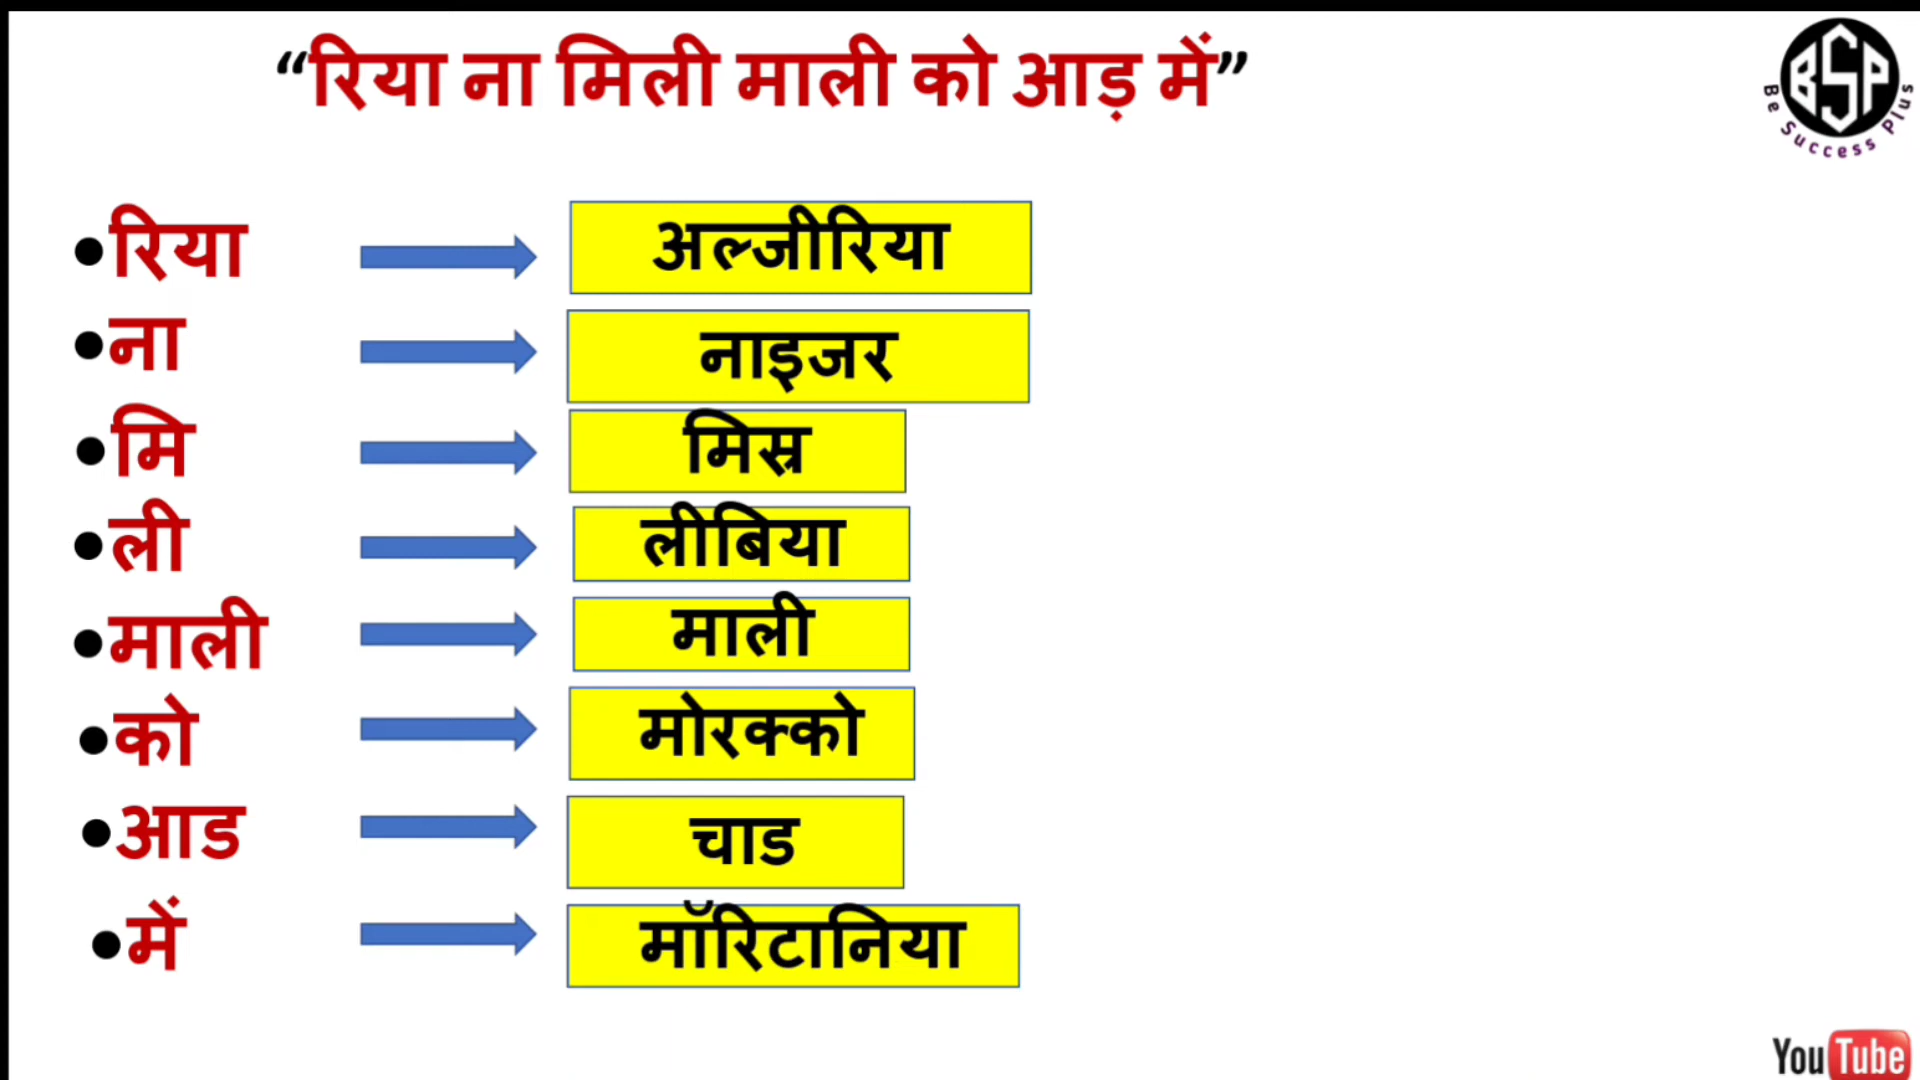 “रिया ना मिली माली को आड़ में”
BSP
Be Success Plus
•रिया
अल्जीरिया
•ना
नाइजर
•मि
मिस्र
•ली
लीबिया
•माली
माली
•को
मोरक्को
•आड
चाड
•में
मॉरिटानिया
YouTube